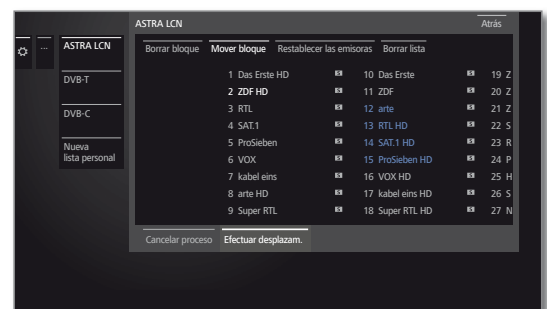 ASTRA LCN Atrás
... ASTRA LCN
DVB-T
DVB-C
Nueva
lista personal
Borrar bloque Mover bloque Restablecer las emisoras Borrar lista
1 Das Erste HD S 10 Das Erste S 19 Z
2 ZDF HD S 11 ZDF S 20 Z
3 RTL S 12 arte S 21 Z
4 SAT.1 S 13 RTL HD S 22 S
5 ProSieben S 14 SAT.1 HD S 23 R
6 VOX S 15 ProSieben HD S 24 P
7 kabel eins S 16 VOX HD S 25 H
8 arte HD S 17 kabel eins HD S 26 S
9 Super RTL S 18 Super RTL HD S 27 N
Cancelar proceso Efectuar desplazam.